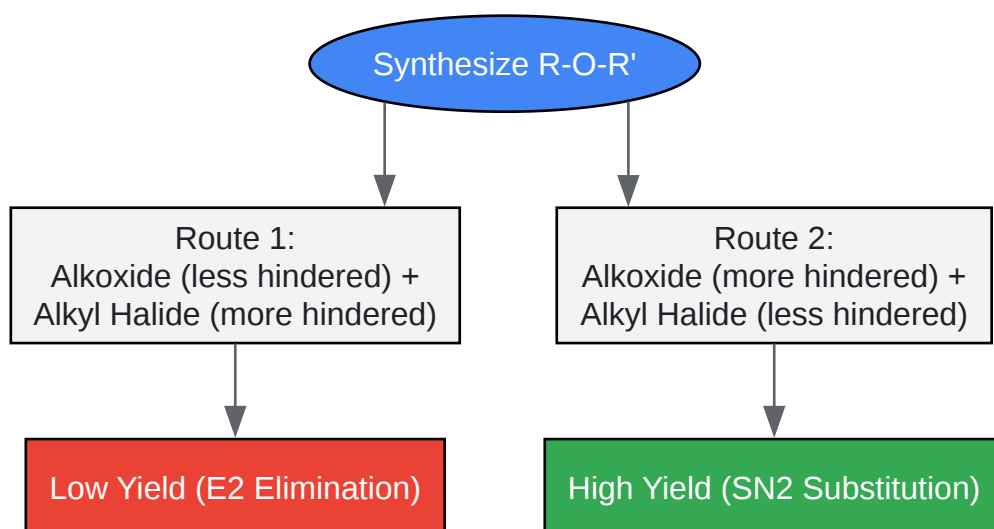 Synthesize R-O-R'
Route 1:
Alkoxide (less hindered) +
Alkyl Halide (more hindered)
Route 2:
Alkoxide (more hindered) +
Alkyl Halide (less hindered)
Low Yield (E2 Elimination)
High Yield (SN2 Substitution)